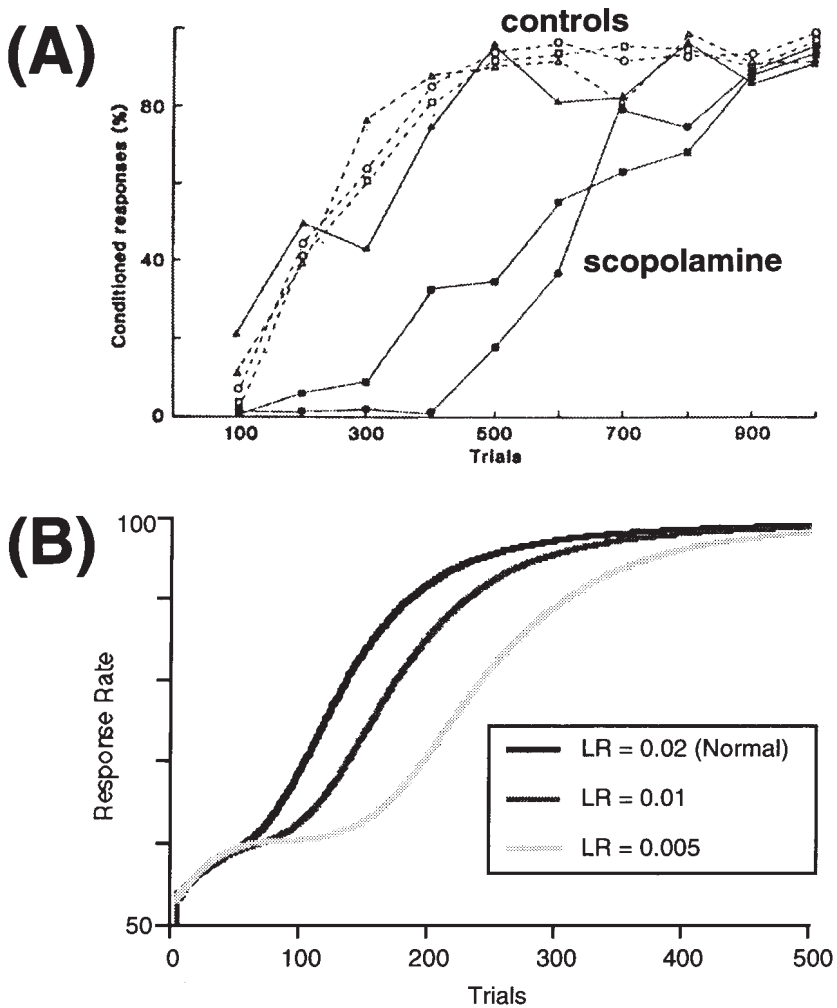 (A)
controls
Conditioned responses (%)
80
40
0
scopolamine
100 300 500 700 900
Trials
(B)
100
50
Response Rate
LR = 0.02 (Normal)
LR = 0.01
LR = 0.005
0 100 200 300 400 500
Trials